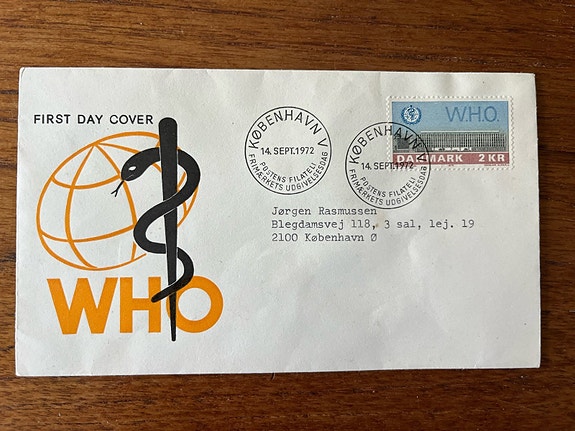 FIRST DAY COVER
WHO
KØBENHAVN V
14. SEPT. 1972
POSTENS FILATELI
FRIMÆRKETS UDGIVELSESDAG
KØBENHAVN V
14. SEPT. 1972
POSTENS FILATELI
FRIMÆRKETS UDGIVELSESDAG
W.H.O.
DANMARK 2 KR
Jørgen Rasmussen
Blegdamsvej 118, 3 sal, lej. 19
2100 København Ø